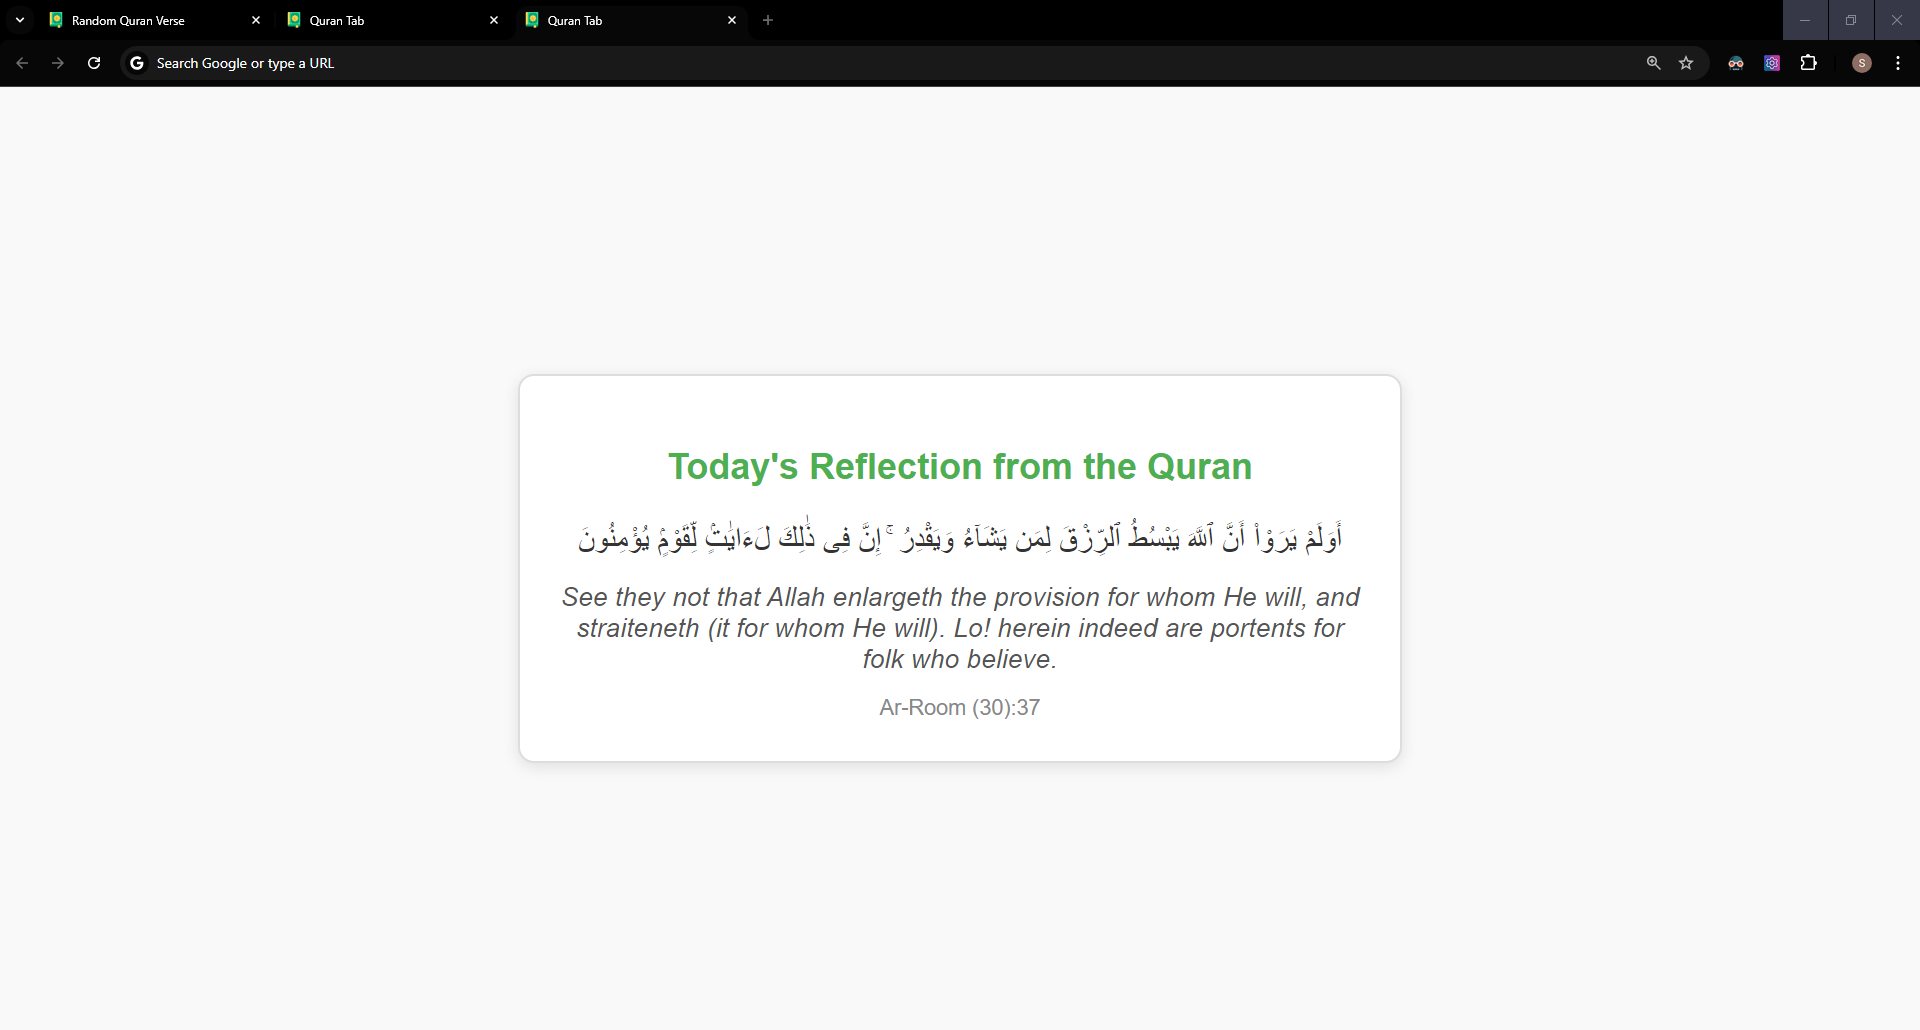 Random Quran Verse
Quran Tab
Quran Tab
Search Google or type a URL
S
Today's Reflection from the Quran
أَوَلَمْ يَرَوْا۟ أَنَّ ٱللَّهَ يَبْسُطُ ٱلرِّزْقَ لِمَن يَشَآءُ وَيَقْدِرُ ۚ إِنَّ فِى ذَٰلِكَ لَءَايَٰتٍۢ لِّقَوْمٍۢ يُؤْمِنُونَ
See they not that Allah enlargeth the provision for whom He will, and
straiteneth (it for whom He will). Lo! herein indeed are portents for
folk who believe.
Ar-Room (30):37